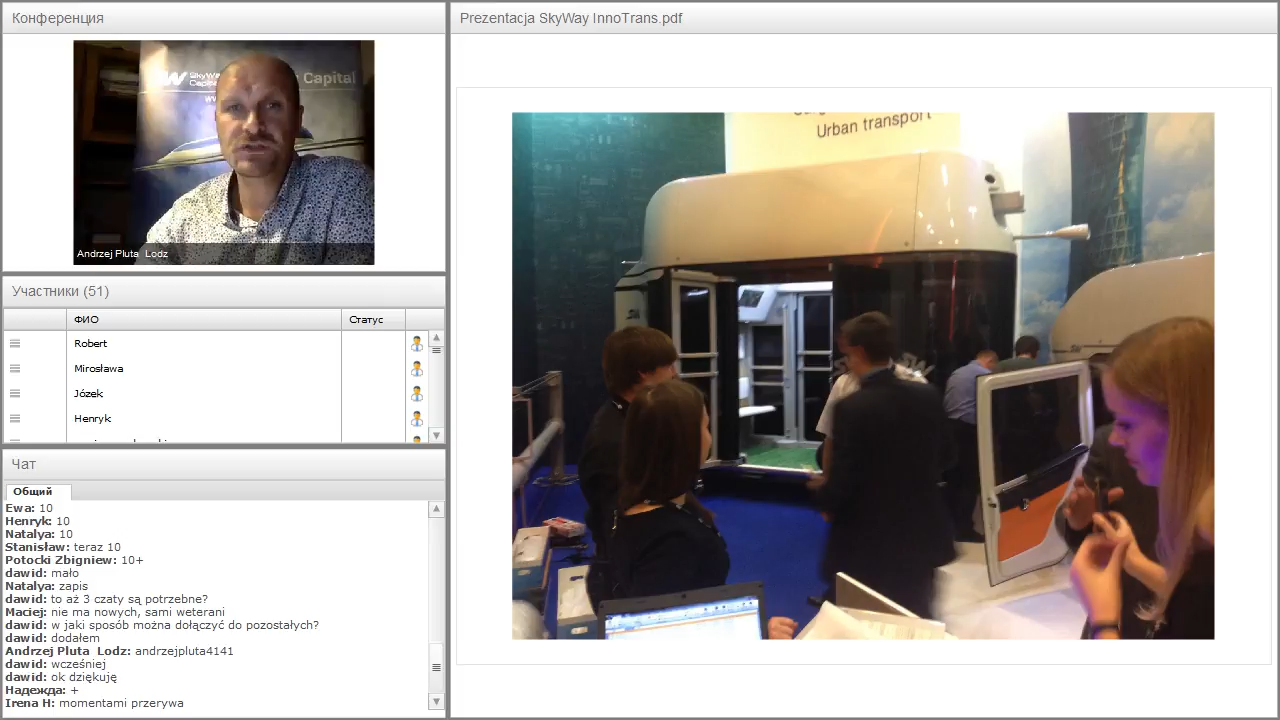 Конференция
SkyWay Capital
Capital
Andrzej Pluta Lodz
Участники (51)
ФИО
Статус
Robert
Mirosława
Józek
Henryk
Чат
Общий
Ewa: 10
Henryk: 10
Natalya: 10
Stanisław: teraz 10
Potocki Zbigniew: 10+
dawid: mało
Natalya: zapis
dawid: to aż 3 czaty są potrzebne?
Maciej: nie ma nowych, sami weterani
dawid: w jaki sposób można dołączyć do pozostałych?
dawid: dodałem
Andrzej Pluta Lodz: andrzejpluta4141
dawid: wcześniej
dawid: ok dziękuję
Надежда: +
Irena H: momentami przerywa
Prezentacja SkyWay InnoTrans.pdf
Urban transport